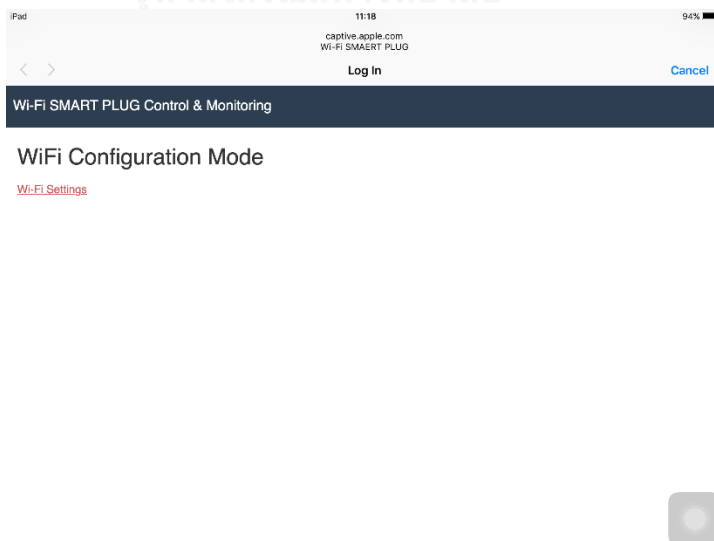 iPad 11:18 94%
captive.apple.com
Wi-Fi SMAERT PLUG
Log In Cancel
Wi-Fi SMART PLUG Control & Monitoring
WiFi Configuration Mode
Wi-Fi Settings